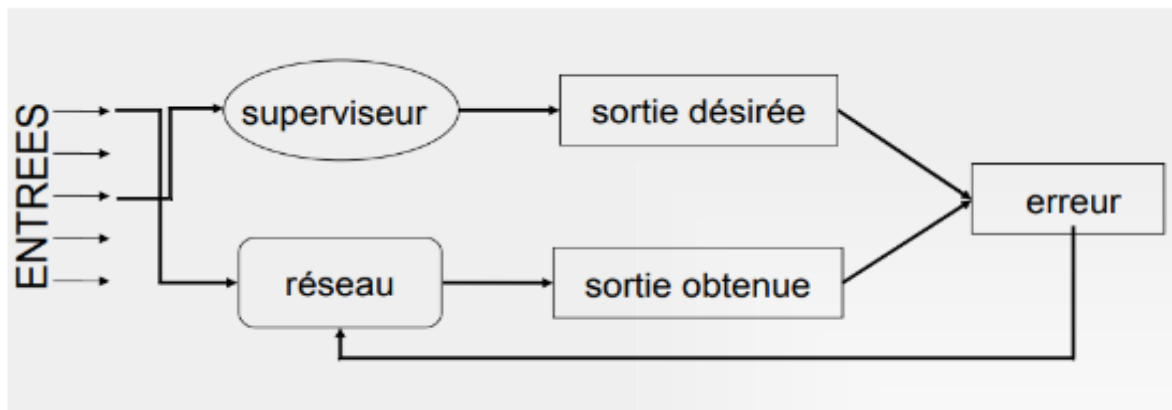 ENTREES
superviseur
sortie désirée
erreur
réseau
sortie obtenue